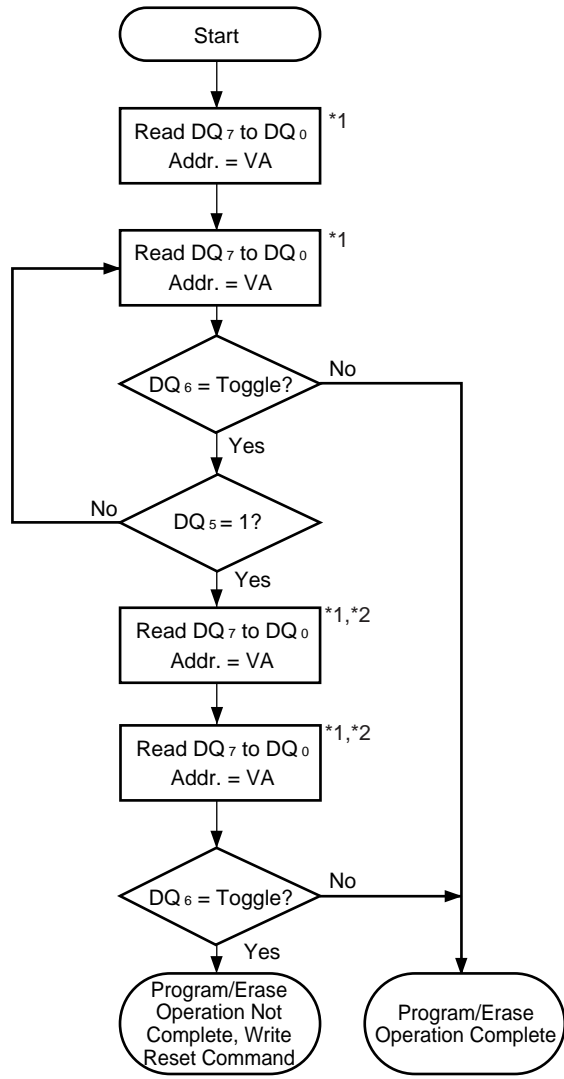 Start
Read DQ7 to DQ0
Addr. = VA
*1
Read DQ7 to DQ0
Addr. = VA
*1
DQ6 = Toggle?
No
Yes
No
DQ5 = 1?
Yes
Read DQ7 to DQ0
Addr. = VA
*1,*2
Read DQ7 to DQ0
Addr. = VA
*1,*2
DQ6 = Toggle?
No
Yes
Program/Erase
Operation Not
Complete, Write
Reset Command
Program/Erase
Operation Complete